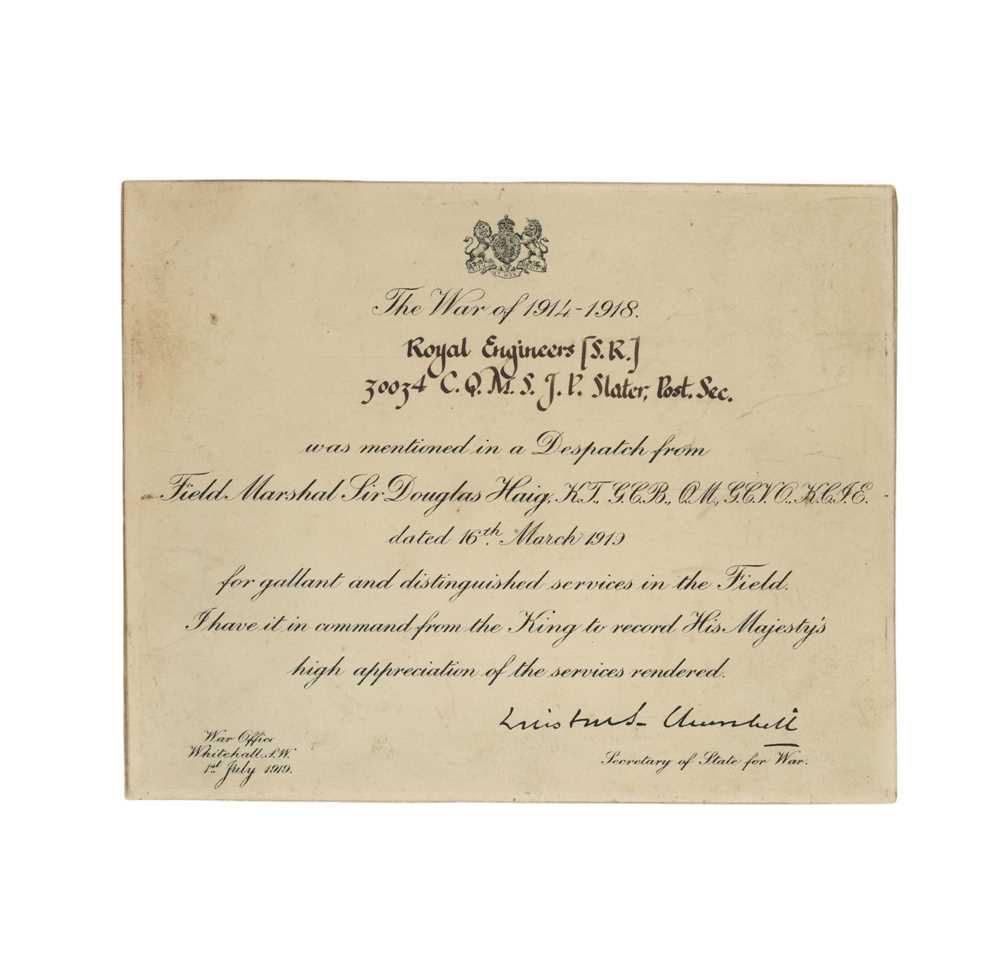 The War of 1914-1918.
Royal Engineers [S.R.]
30034 C.Q.M.S. J. P. Slater, Post. Sec.
was mentioned in a Despatch from
Field Marshal Sir Douglas Haig, K.T., G.C.B., O.M., G.C.V.O., K.C.I.E.
dated 16th March 1919
for gallant and distinguished services in the Field.
I have it in command from the King to record His Majesty's
high appreciation of the services rendered.
Winston S. Churchill
Secretary of State for War.
War Office
Whitehall, S.W.
1st July 1919.